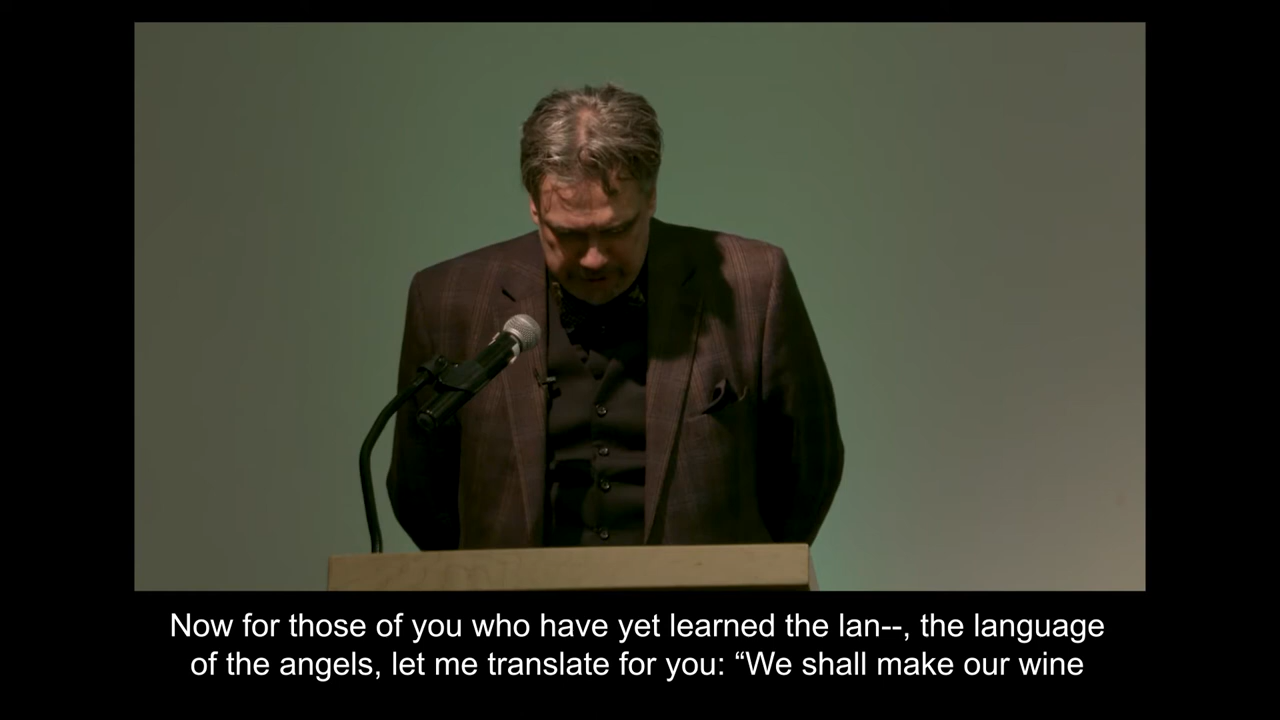 Now for those of you who have yet learned the lan--, the language
of the angels, let me translate for you: “We shall make our wine